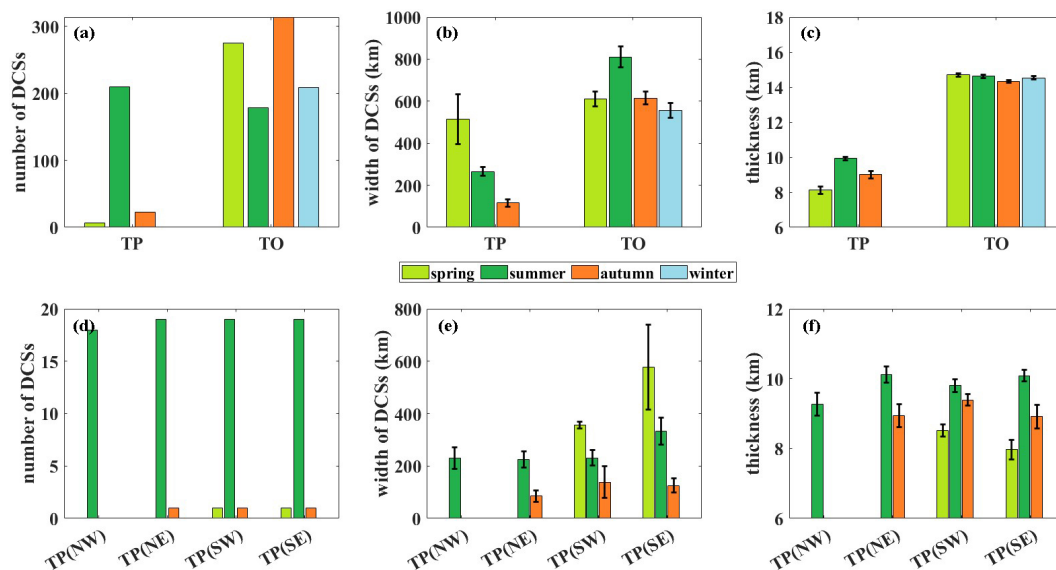 (a)
number of DCSs
300
200
100
0
TP
TO
(b)
width of DCSs (km)
1000
800
600
400
200
0
TP
TO
(c)
thickness (km)
18
16
14
12
10
8
6
TP
TO
spring summer autumn winter
(d)
number of DCSs
20
15
10
5
0
TP(NW)
TP(NE)
TP(SW)
TP(SE)
(e)
width of DCSs (km)
800
600
400
200
0
TP(NW)
TP(NE)
TP(SW)
TP(SE)
(f)
thickness (km)
12
10
8
6
TP(NW)
TP(NE)
TP(SW)
TP(SE)